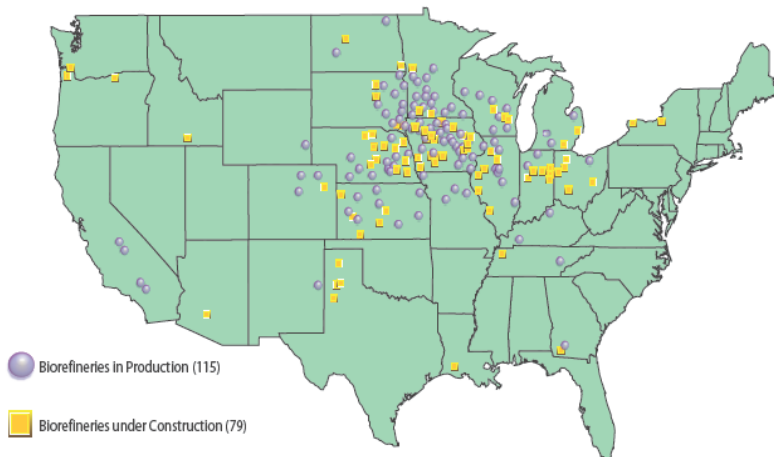 Biorefineries in Production (115)
Biorefineries under Construction (79)